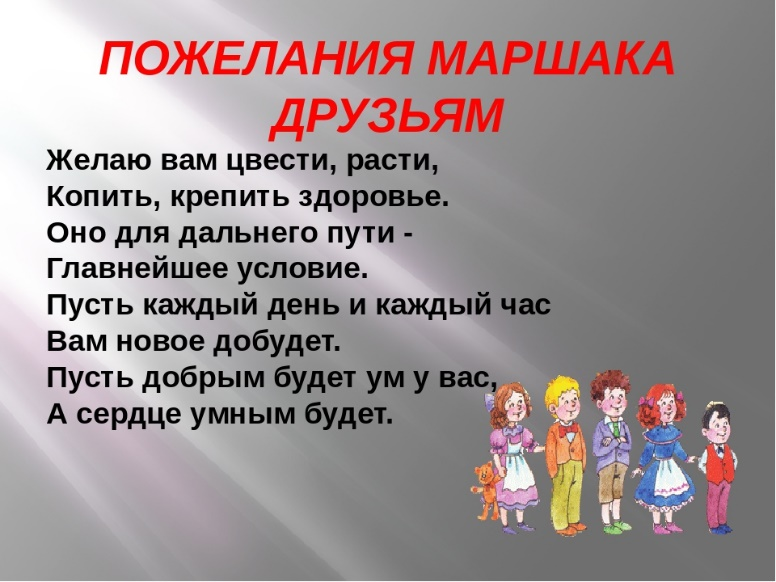 ПОЖЕЛАНИЯ МАРШАКА
ДРУЗЬЯМ
Желаю вам цвести, расти,
Копить, крепить здоровье.
Оно для дальнего пути -
Главнейшее условие.
Пусть каждый день и каждый час
Вам новое добудет.
Пусть добрым будет ум у вас,
А сердце умным будет.